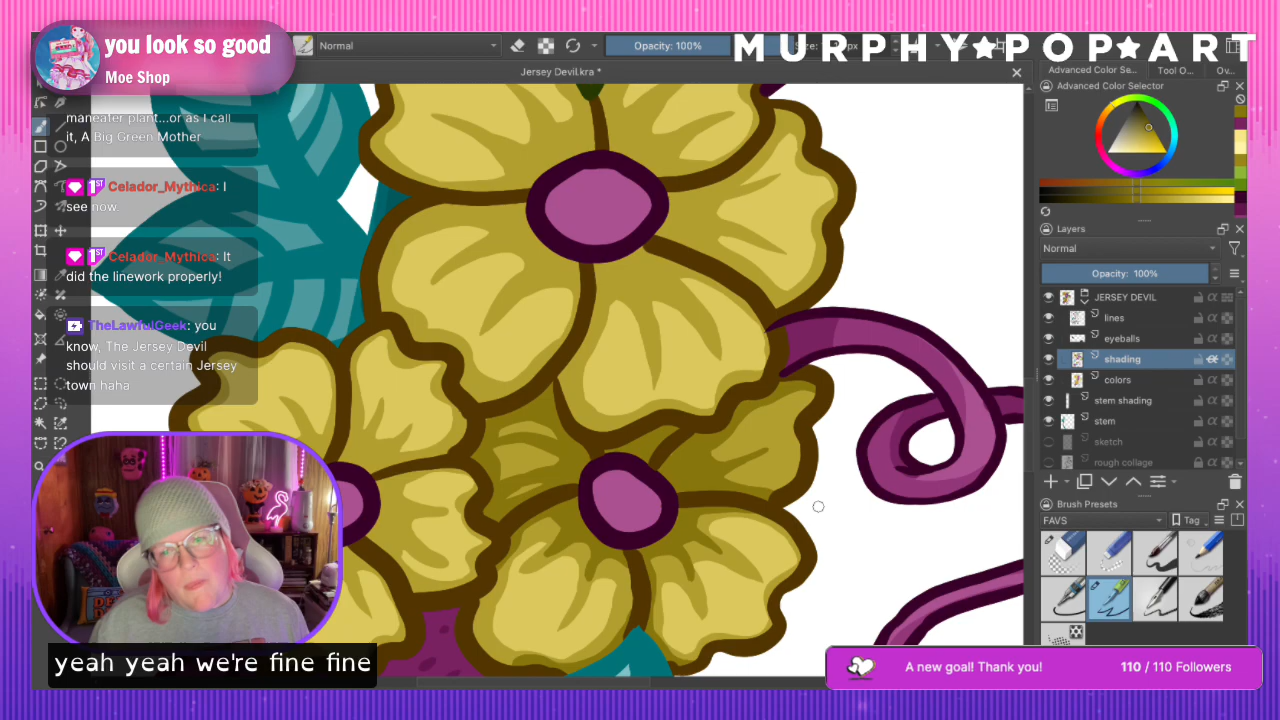 you look so good
Moe Shop
MURPHY★POP★ART
Normal
Opacity: 100%
Jersey Devil.kra *
Advanced Color Se...
Tool O...
Ov...
Advanced Color Selector
maneater plant...or as I call
it, A Big Green Mother
1ST Celador_Mythica: I
see now.
1ST Celador_Mythica: It
did the linework properly!
TheLawfulGeek: you
know, The Jersey Devil
should visit a certain Jersey
town haha
Layers
Normal
Opacity: 100%
JERSEY DEVIL
lines
eyeballs
shading
colors
stem shading
stem
sketch
rough collage
Brush Presets
FAVS
Tag
yeah yeah we're fine fine
A new goal! Thank you!
110 / 110 Followers